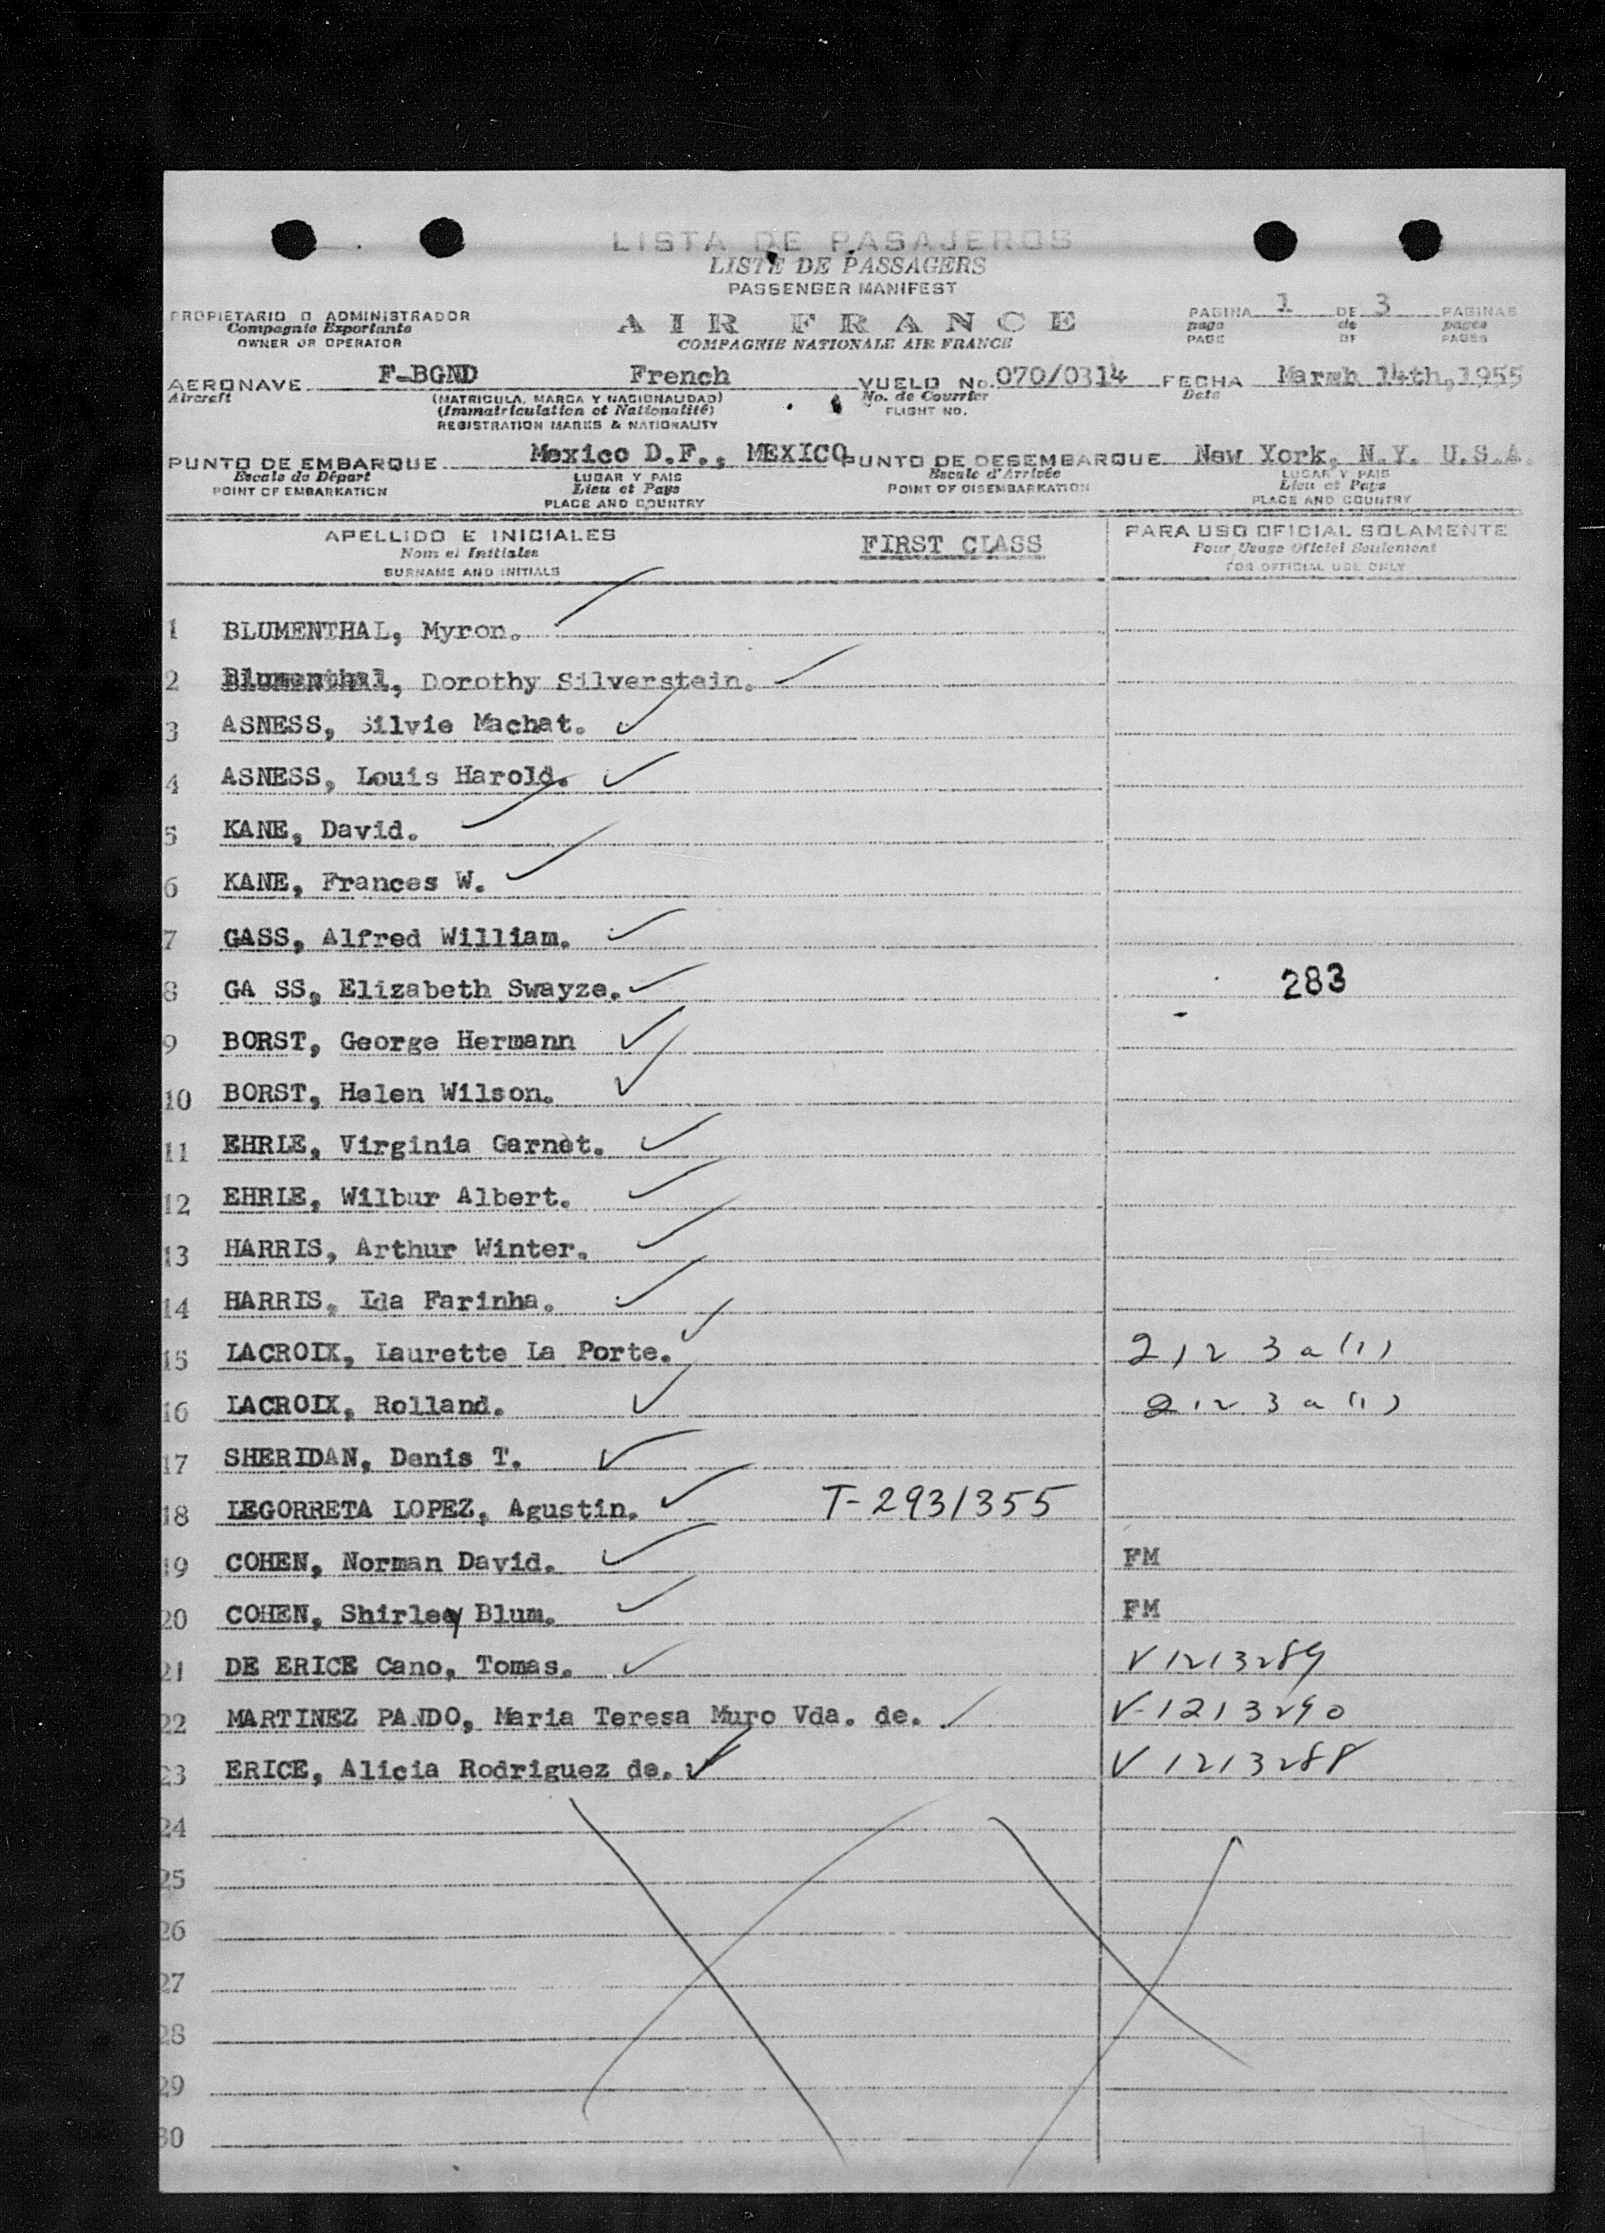 LISTA DE PASAJEROS
LISTE DE PASSAGERS
PASSENGER MANIFEST
PROPIETARIO O ADMINISTRADOR
Compagnie Exportante
OWNER OR OPERATOR
AIR FRANCE
COMPAGNIE NATIONALE AIR FRANCE
PAGINA 1 DE 3 PAGINAS
page de pages
PAGE OF PAGES
AERONAVE F-BGND French VUELO No. 070/0314 FECHA March 14th, 1955
Aircraft (MATRICULA, MARCA Y NACIONALIDAD) No. de Courrier Date
(Immatriculation et Nationalité) FLIGHT NO.
REGISTRATION MARKS & NATIONALITY
PUNTO DE EMBARQUE Mexico D.F., MEXICO PUNTO DE DESEMBARQUE New York, N.Y. U.S.A.
Escale de Départ LUGAR Y PAIS Escale d'Arrivée LUGAR Y PAIS
POINT OF EMBARKATION Lieu et Pays POINT OF DISEMBARKATION Lieu et Pays
PLACE AND COUNTRY PLACE AND COUNTRY
APELLIDO E INICIALES FIRST CLASS PARA USO OFICIAL SOLAMENTE
Nom et Initiales Pour Usage Officiel Seulement
SURNAME AND INITIALS FOR OFFICIAL USE ONLY
1 BLUMENTHAL, Myron.
2 Blumenthal, Dorothy Silverstein.
3 ASNESS, Silvie Machat.
4 ASNESS, Louis Harold.
5 KANE, David.
6 KANE, Frances W.
7 GASS, Alfred William.
8 GA SS, Elizabeth Swayze. 283
9 BORST, George Hermann
10 BORST, Helen Wilson.
11 EHRLE, Virginia Garnet.
12 EHRLE, Wilbur Albert.
13 HARRIS, Arthur Winter.
14 HARRIS, Ida Farinha.
15 LACROIX, Laurette La Porte. 212 3a(1)
16 LACROIX, Rolland. 212 3a(1)
17 SHERIDAN, Denis T.
18 LEGORRETA LOPEZ, Agustin. T-2931355
19 COHEN, Norman David. FM
20 COHEN, Shirley Blum. FM
21 DE ERICE Cano, Tomas. V1213289
22 MARTINEZ PANDO, Maria Teresa Muro Vda. de. V-1213290
23 ERICE, Alicia Rodriguez de. V1213288
24
25
26
27
28
29
30